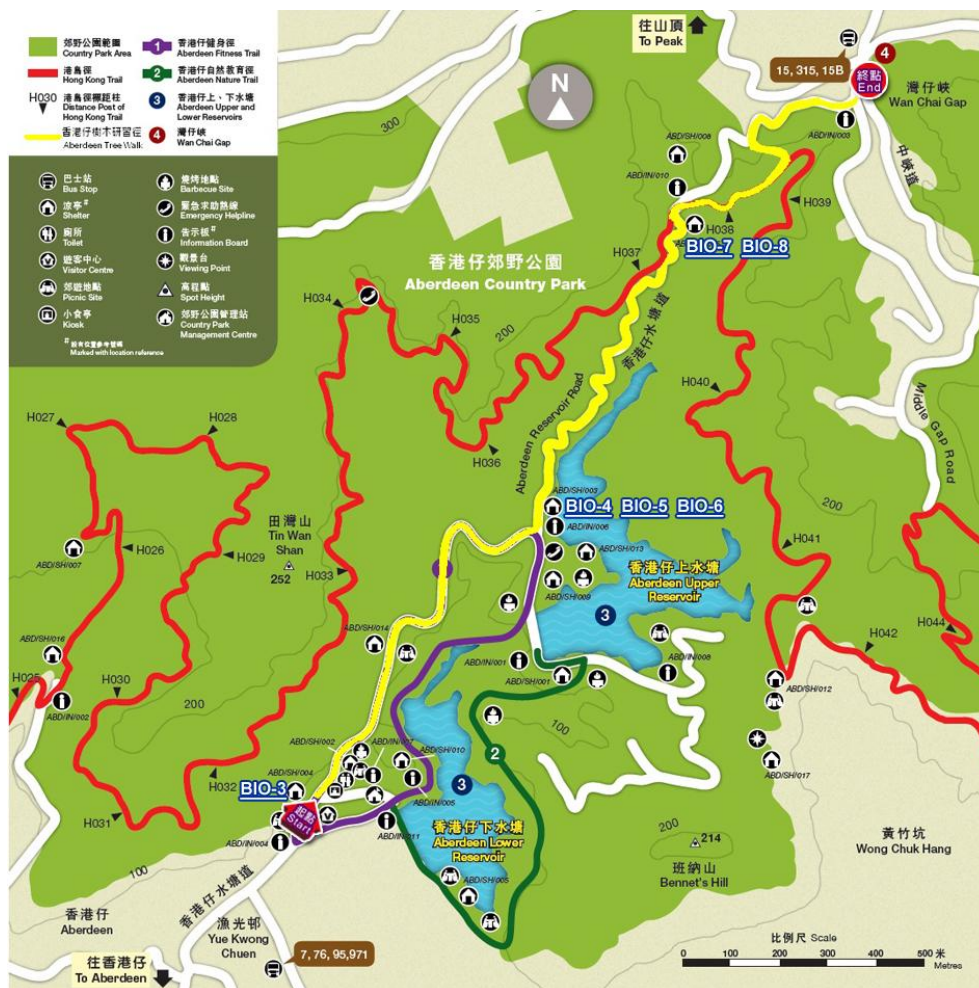 郊野公園範圍
Country Park Area
港島徑
Hong Kong Trail
H030
港島徑標距柱
Distance Post of
Hong Kong Trail
香港仔樹木研習徑
Aberdeen Tree Walk
1
香港仔健身徑
Aberdeen Fitness Trail
2
香港仔自然教育徑
Aberdeen Nature Trail
3
香港仔上、下水塘
Aberdeen Upper and
Lower Reservoirs
4
灣仔峽
Wan Chai Gap
巴士站
Bus Stop
涼亭#
Shelter
廁所
Toilet
遊客中心
Visitor Centre
郊遊地點
Picnic Site
小食亭
Kiosk
燒烤地點
Barbecue Site
緊急求助熱線
Emergency Helpline
告示板#
Information Board
觀景台
Viewing Point
高程點
Spot Height
郊野公園管理站
Country Park
Management Centre
# 設有位置參考號碼
Marked with location reference
往山頂
To Peak
N
15, 315, 15B
4
終點
End
灣仔峽
Wan Chai Gap
中峽道
ABD/IN/003
300
ABD/SH/008
ABD/IN/010
H039
H038
BIO-7
BIO-8
H037
香港仔郊野公園
Aberdeen Country Park
H034
H035
200
H036
香港仔水塘道
Aberdeen Reservoir Road
H040
Middle Gap Road
200
H027
H028
H026
H029
田灣山
Tin Wan
Shan
252
H033
ABD/SH/007
ABD/SH/003
BIO-4
BIO-5
BIO-6
ABD/IN/006
ABD/SH/013
ABD/SH/009
香港仔上水塘
Aberdeen Upper
Reservoir
3
H041
H042
H044
1
ABD/SH/014
ABD/IN/001
ABD/SH/001
ABD/IN/008
ABD/SH/012
ABD/SH/017
ABD/SH/016
H025
ABD/IN/002
H030
200
100
2
ABD/SH/002
ABD/IN/007
ABD/SH/010
ABD/SH/004
H032
BIO-3
ABD/IN/005
3
H031
起點
Start
ABD/IN/004
ABD/IN/011
香港仔下水塘
Aberdeen Lower
Reservoir
ABD/SH/005
200
214
班納山
Bennet's Hill
黃竹坑
Wong Chuk Hang
100
香港仔水塘道
香港仔
Aberdeen
漁光邨
Yue Kwong
Chuen
7, 76, 95,971
往香港仔
To Aberdeen
比例尺 Scale
0 100 200 300 400 500 600 米
Metres